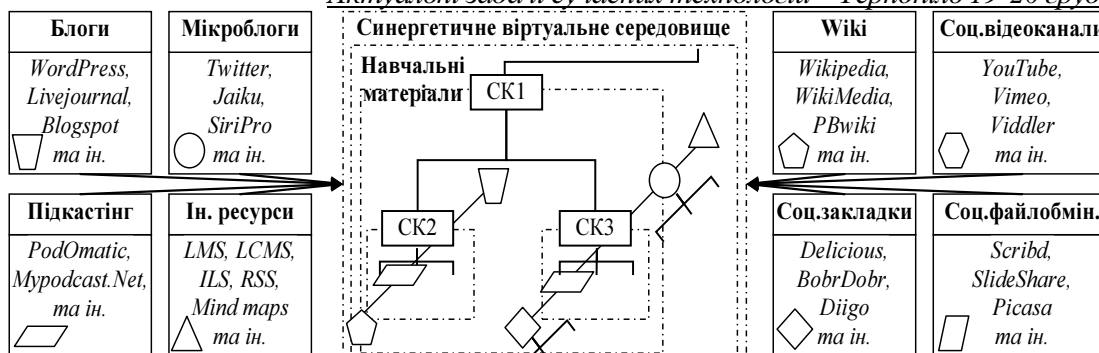 Актуальні задачі сучасних технологій – Тернопіль 19-20 груд
Блоги
WordPress,
Livejournal,
Blogspot
та ін.
Мікроблоги
Twitter,
Jaiku,
SiriPro
та ін.
Підкастінг
PodOmatic,
Mypodcast.Net,
та ін.
Ін. ресурси
LMS, LCMS,
ILS, RSS,
Mind maps
та ін.
Синергетичне віртуальне середовище
Навчальні
матеріали
СК1
СК2
СК3
Wiki
Wikipedia,
WikiMedia,
PBwiki
та ін.
Соц.відеоканали
YouTube,
Vimeo,
Viddler
та ін.
Соц.закладки
Delicious,
BobrDobr,
Diigo
та ін.
Соц.файлобмін.
Scribd,
SlideShare,
Picasa
та ін.